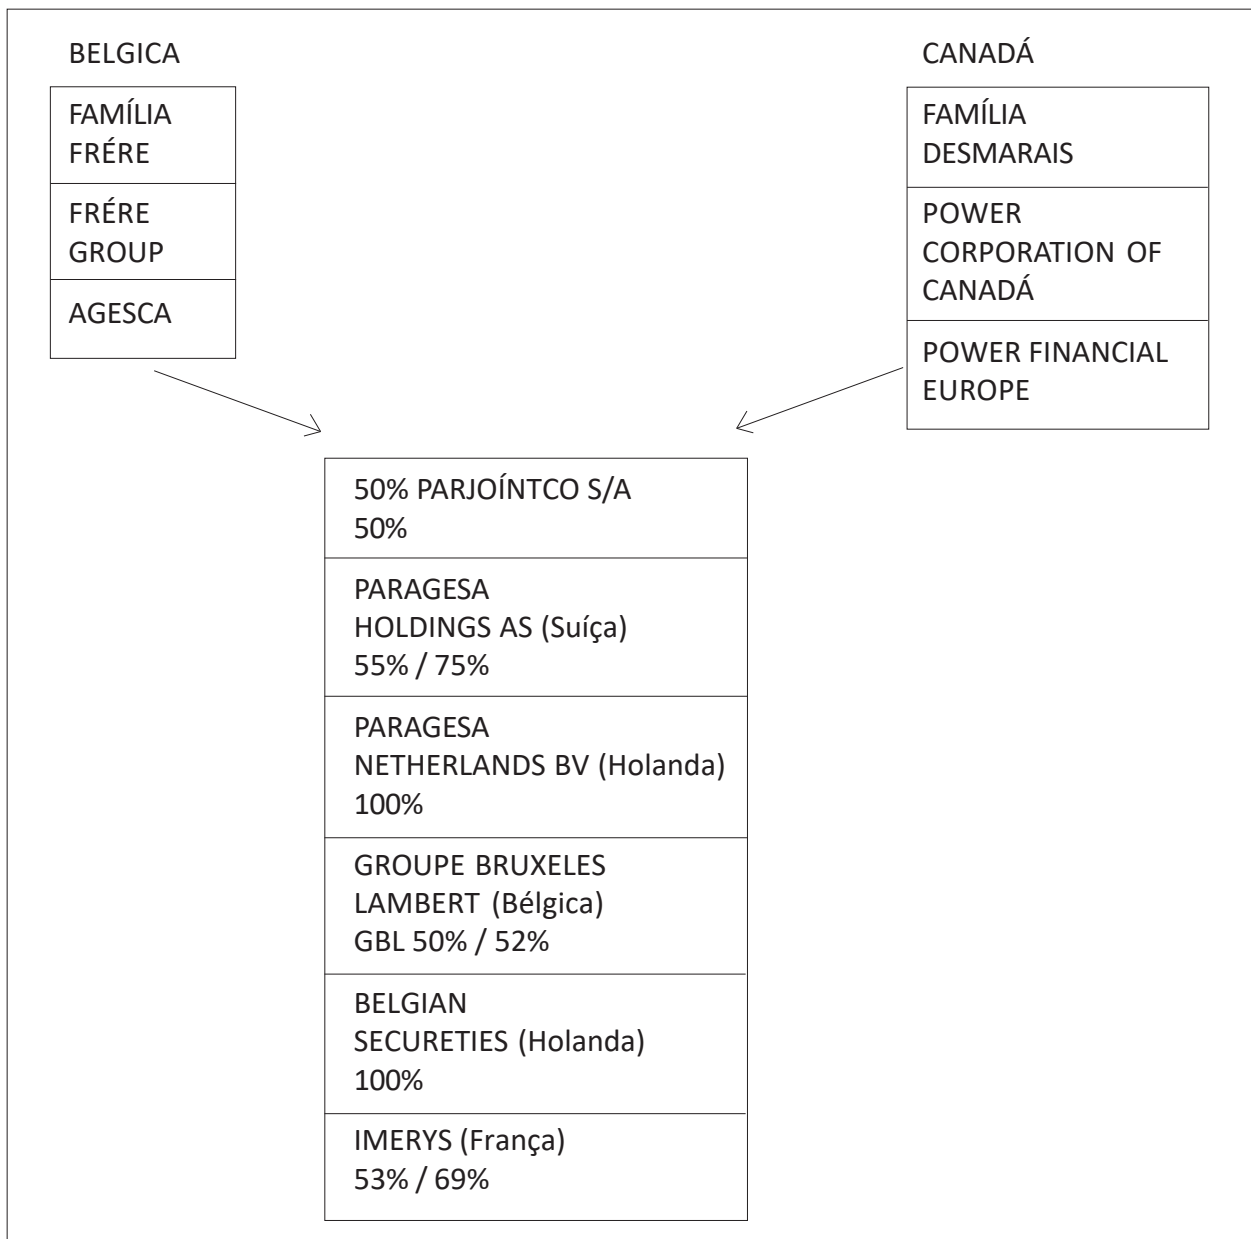 BELGICA
FAMÍLIA
FRÉRE
FRÉRE
GROUP
AGESCA
CANADÁ
FAMÍLIA
DESMARAIS
POWER
CORPORATION OF
CANADÁ
POWER FINANCIAL
EUROPE
50% PARJOÍNTCO S/A
50%
PARAGESA
HOLDINGS AS (Suíça)
55% / 75%
PARAGESA
NETHERLANDS BV (Holanda)
100%
GROUPE BRUXELES
LAMBERT (Bélgica)
GBL 50% / 52%
BELGIAN
SECURETIES (Holanda)
100%
IMERYS (França)
53% / 69%